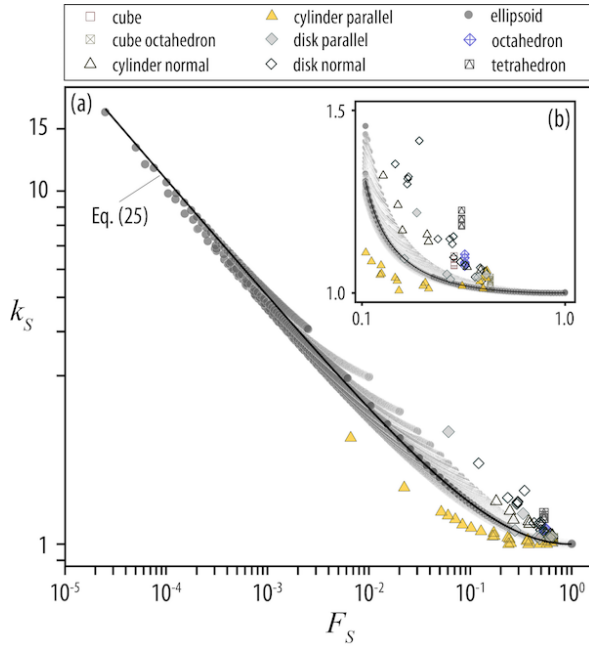 cube cylinder parallel ellipsoid
cube octahedron disk parallel octahedron
cylinder normal disk normal tetrahedron
(a)
15
10
1
Eq. (25)
k_S
(b)
1.5
1.0
0.1 1.0
10^-5 10^-4 10^-3 10^-2 10^-1 10^0
F_S